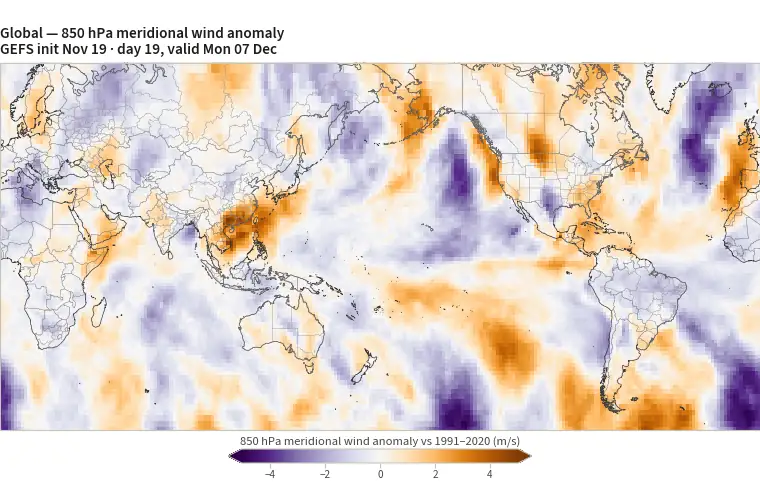 Global — 850 hPa meridional wind anomaly
GEFS init Nov 19 · day 19, valid Mon 07 Dec
850 hPa meridional wind anomaly vs 1991–2020 (m/s)
−4 −2 0 2 4